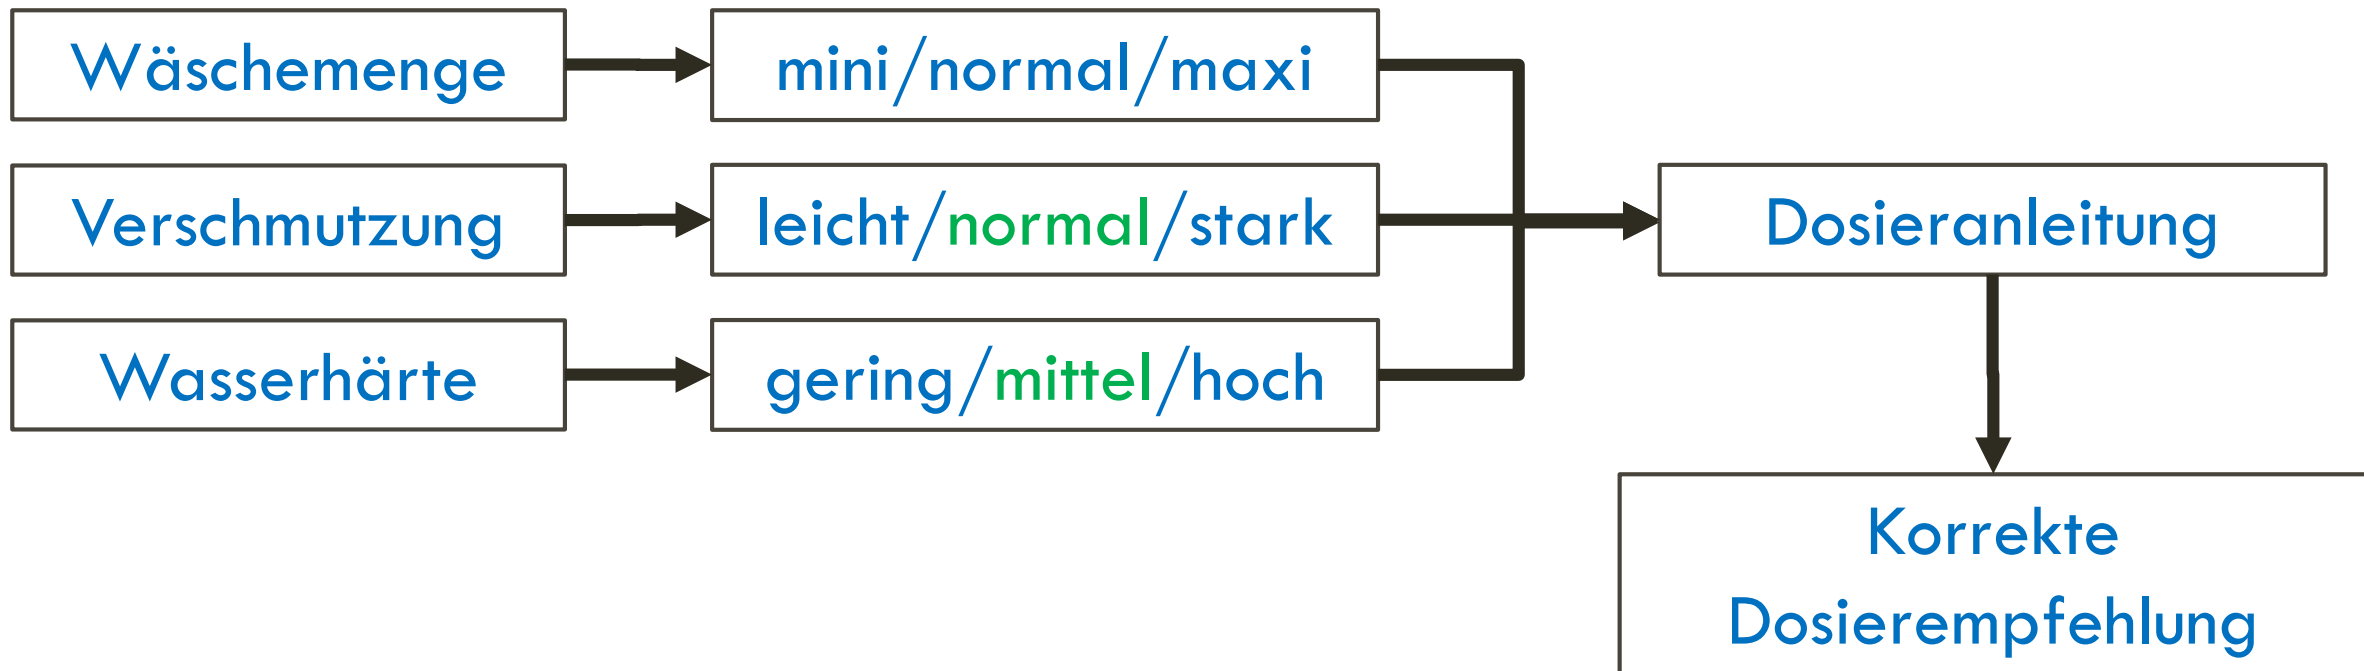 Wäschemenge
mini/normal/maxi
Verschmutzung
leicht/normal/stark
Dosieranleitung
Wasserhärte
gering/mittel/hoch
Korrekte
Dosierempfehlung